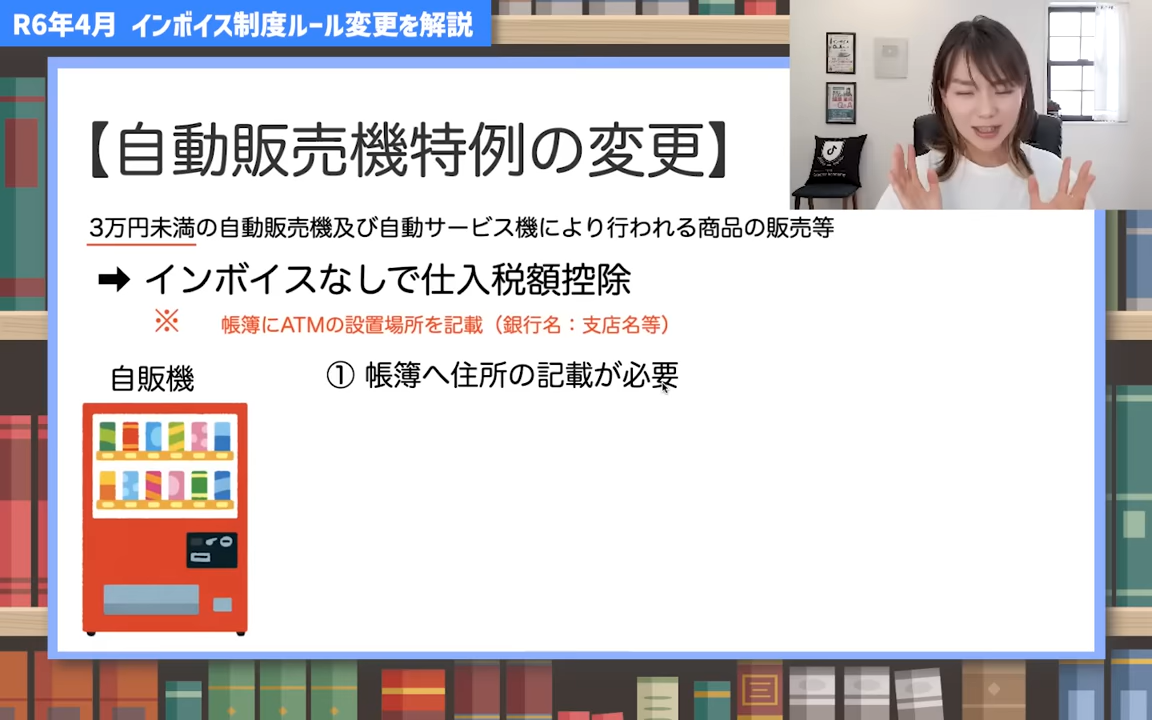 R6年4月 インボイス制度ルール変更を解説
【自動販売機特例の変更】
3万円未満の自動販売機及び自動サービス機により行われる商品の販売等
➡ インボイスなしで仕入税額控除
※ 帳簿にATMの設置場所を記載（銀行名：支店名等）
自販機
① 帳簿へ住所の記載が必要